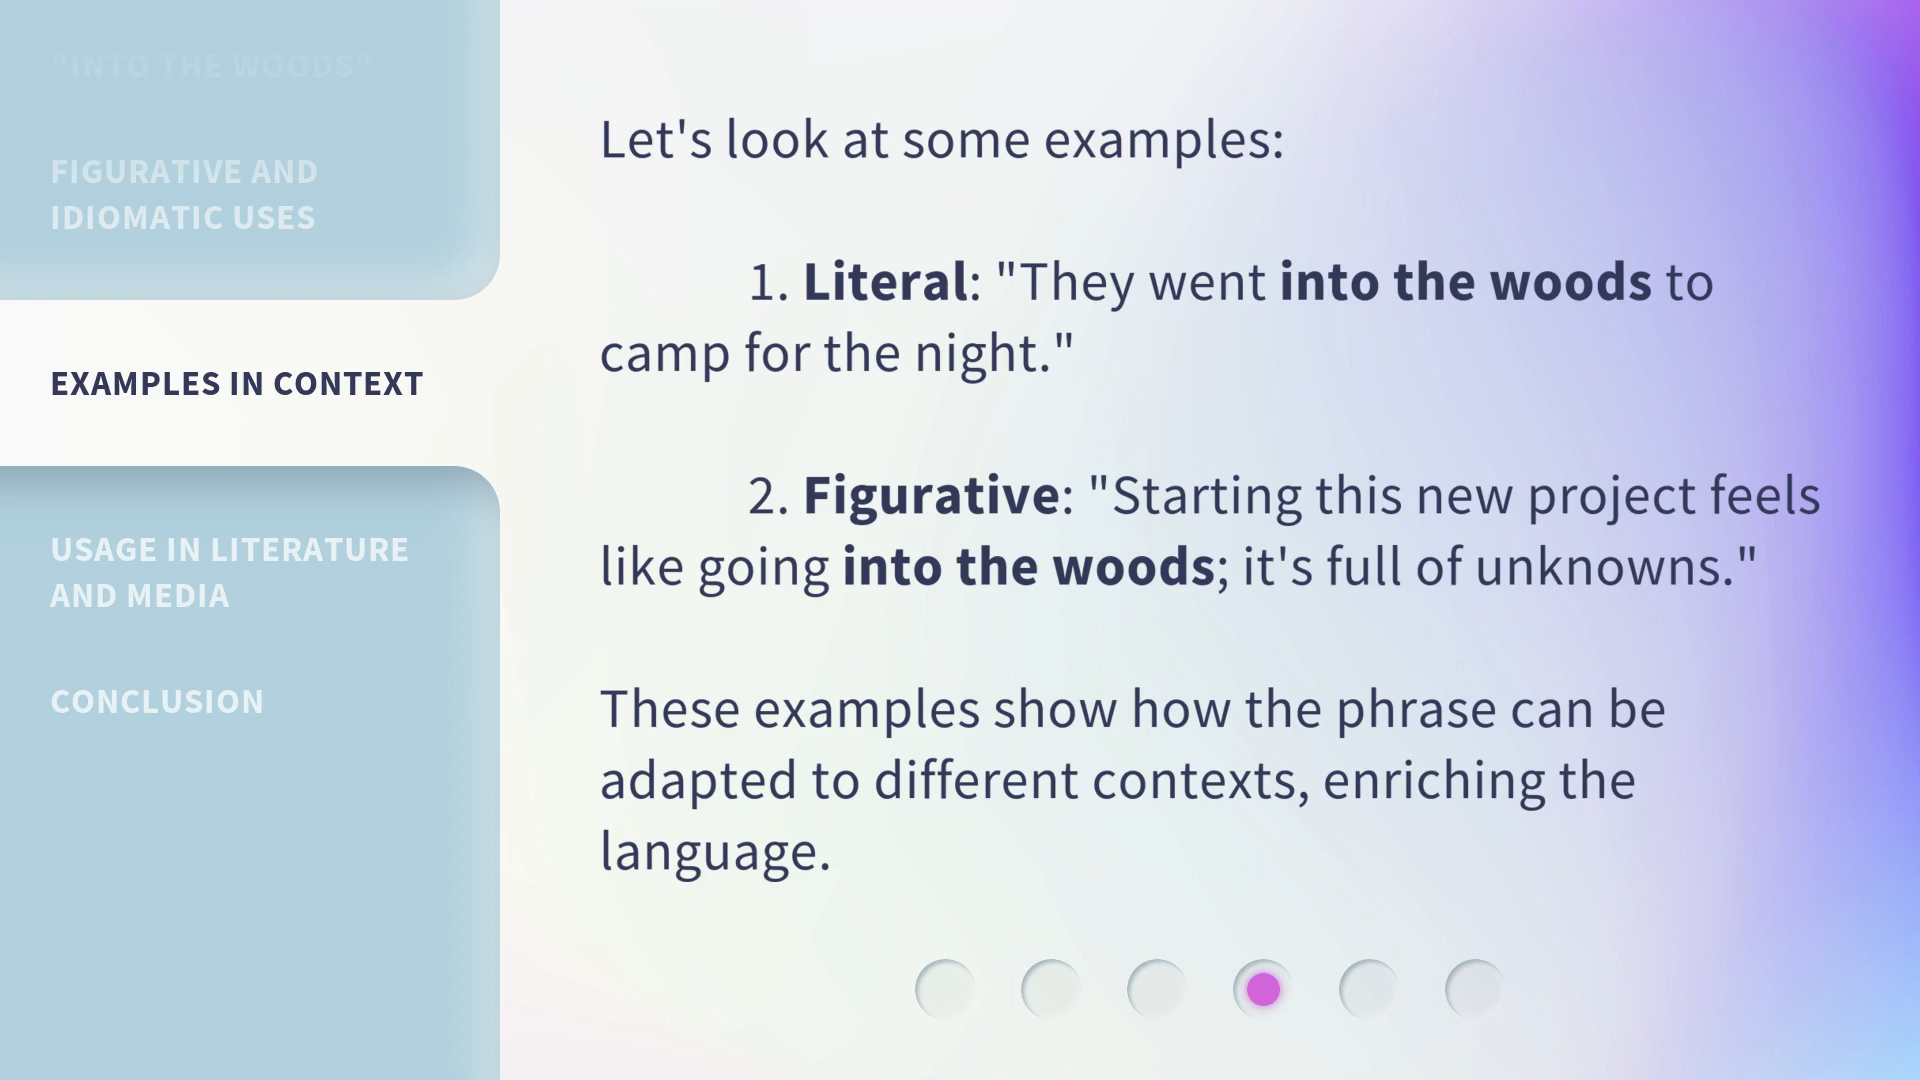 "INTO THE WOODS"
FIGURATIVE AND
IDIOMATIC USES
EXAMPLES IN CONTEXT
USAGE IN LITERATURE
AND MEDIA
CONCLUSION
Let's look at some examples:
1. Literal: "They went into the woods to
camp for the night."
2. Figurative: "Starting this new project feels
like going into the woods; it's full of unknowns."
These examples show how the phrase can be
adapted to different contexts, enriching the
language.